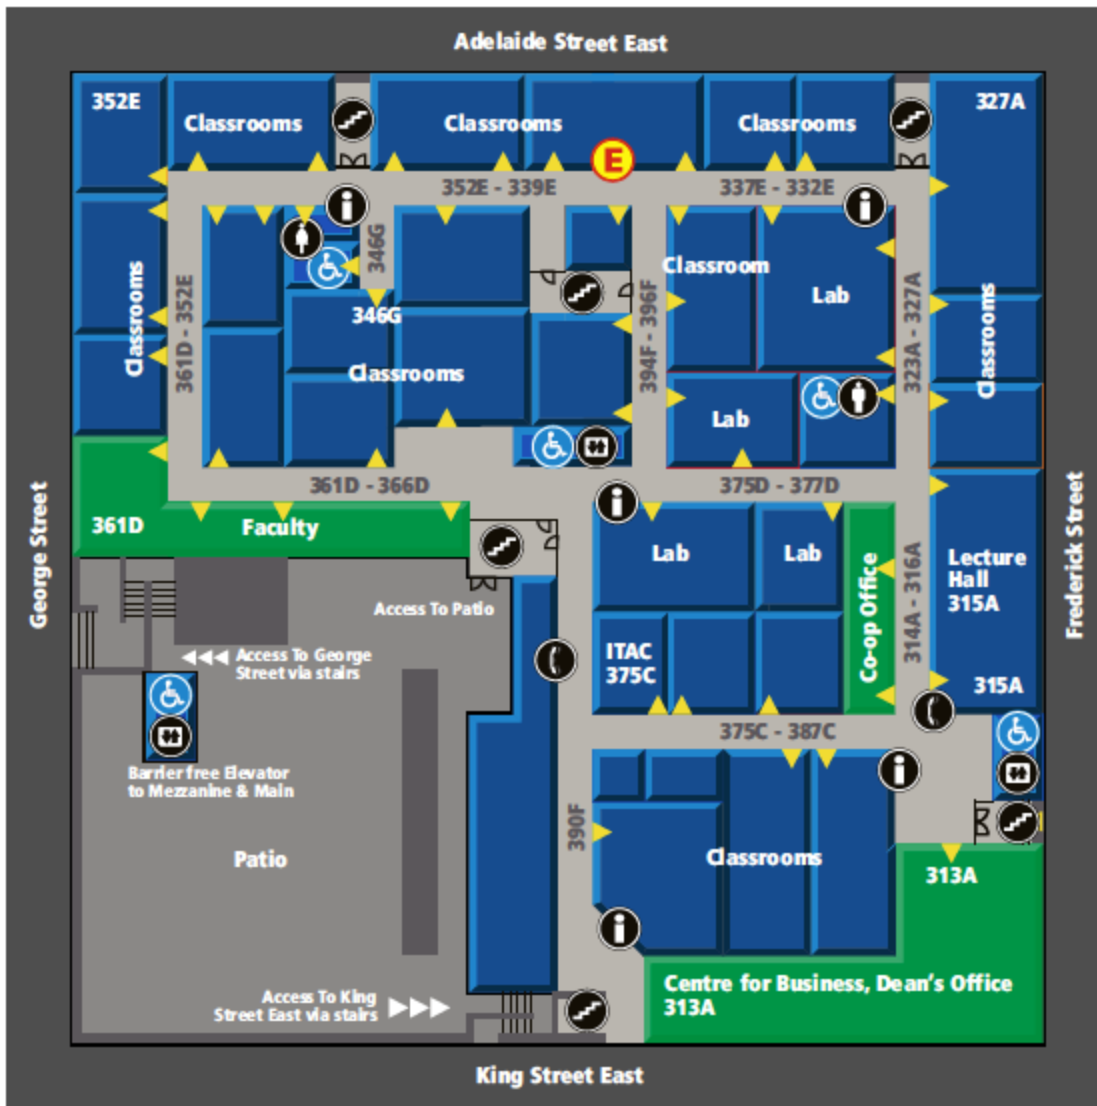 Adelaide Street East
352E
Classrooms
Classrooms
Classrooms
327A
E
352E - 339E
337E - 332E
346G
Classrooms
361D - 352E
346G
Classrooms
394F - 396F
Classroom
Lab
323A - 327A
Classrooms
Lab
361D - 366D
375D - 377D
George Street
361D
Faculty
Lab
Lab
Co-op Office
314A - 316A
Lecture
Hall
315A
315A
Frederick Street
Access To Patio
Access To George
Street via stairs
ITAC
375C
375C - 387C
Barrier free Elevator
to Mezzanine & Main
Patio
390F
Classrooms
313A
Centre for Business, Dean's Office
313A
Access To King
Street East via stairs
King Street East